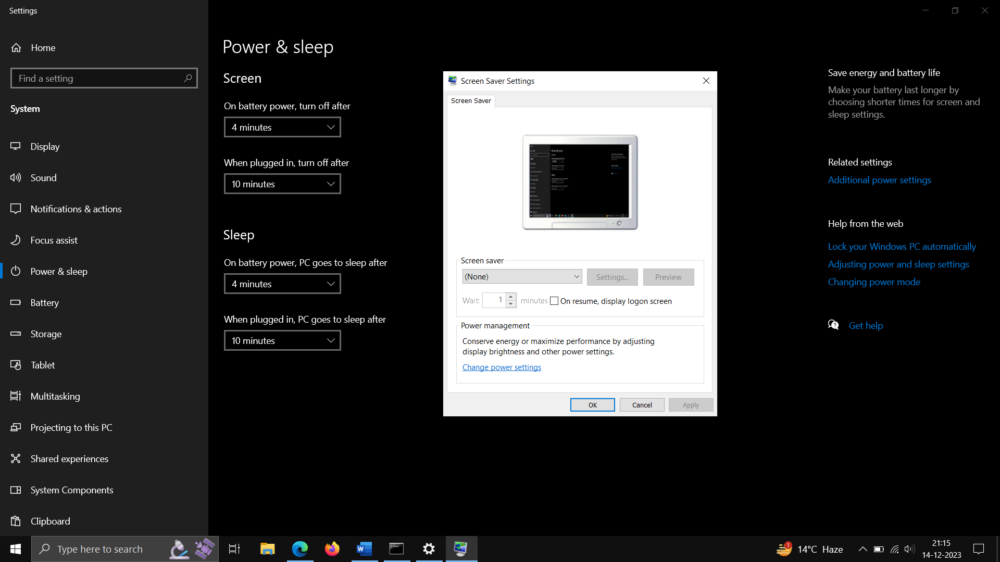 Settings
Home
Find a setting
System
Display
Sound
Notifications & actions
Focus assist
Power & sleep
Battery
Storage
Tablet
Multitasking
Projecting to this PC
Shared experiences
System Components
Clipboard
Power & sleep
Screen
On battery power, turn off after
4 minutes
When plugged in, turn off after
10 minutes
Sleep
On battery power, PC goes to sleep after
4 minutes
When plugged in, PC goes to sleep after
10 minutes
Screen Saver Settings
Screen Saver
Screen saver
(None)
Settings...
Preview
Wait:
1
minutes
On resume, display logon screen
Power management
Conserve energy or maximize performance by adjusting
display brightness and other power settings.
Change power settings
OK
Cancel
Apply
Save energy and battery life
Make your battery last longer by
choosing shorter times for screen and
sleep settings.
Related settings
Additional power settings
Help from the web
Lock your Windows PC automatically
Adjusting power and sleep settings
Changing power mode
Get help
Type here to search
1
14°C Haze
21:15
14-12-2023